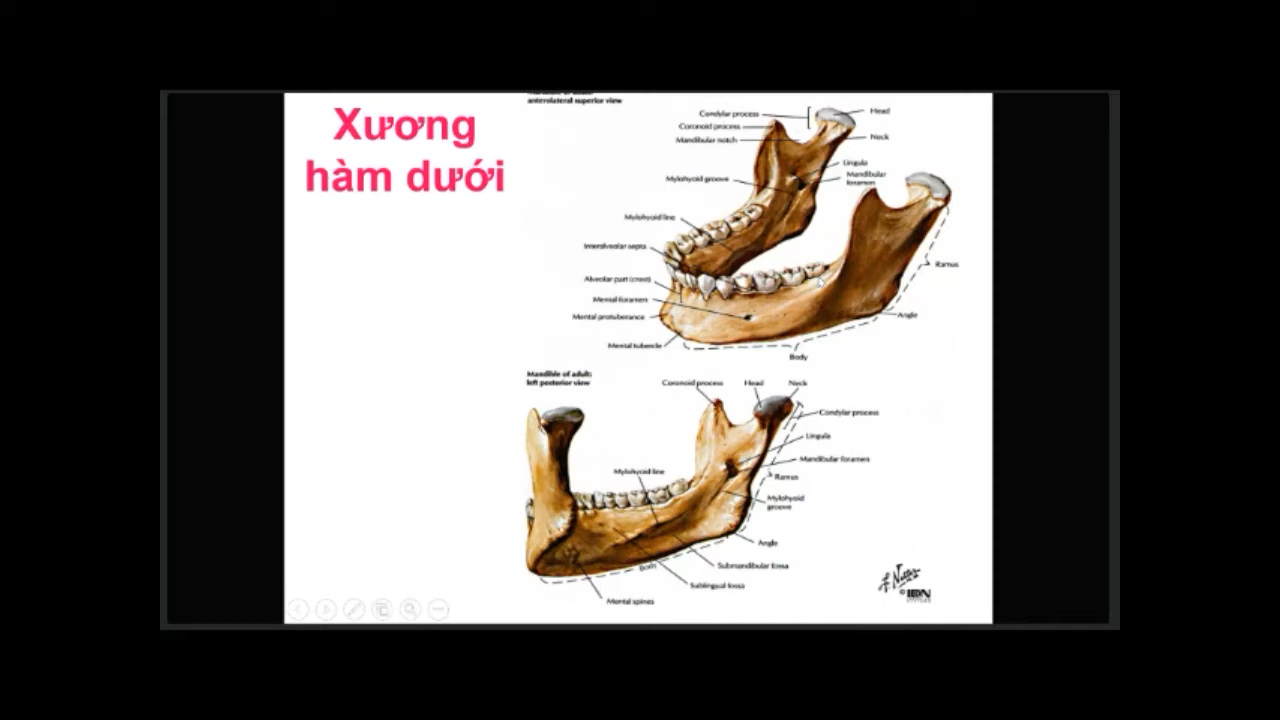 Xương
hàm dưới
anterolateral superior view
Condylar process
Head
Coronoid process
Neck
Mandibular notch
Lingula
Mandibular
foramen
Mylohyoid groove
Mylohyoid line
Interalveolar septa
Ramus
Alveolar part (crest)
Mental foramen
Mental protuberance
Angle
Mental tubercle
Body
Mandible of adult:
left posterior view
Coronoid process
Head
Neck
Condylar process
Lingula
Mandibular foramen
Mylohyoid line
Ramus
Mylohyoid
groove
Angle
Submandibular fossa
Body
Sublingual fossa
Mental spines